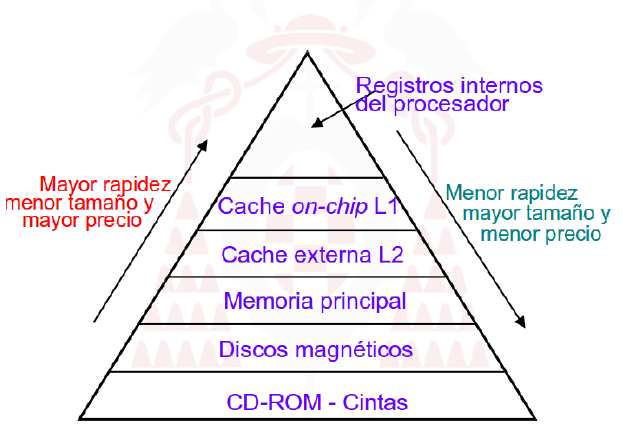 Registros internos
del procesador
Mayor rapidez
menor tamaño y
mayor precio
Menor rapidez
mayor tamaño y
menor precio
Cache on-chip L1
Cache externa L2
Memoria principal
Discos magnéticos
CD-ROM - Cintas